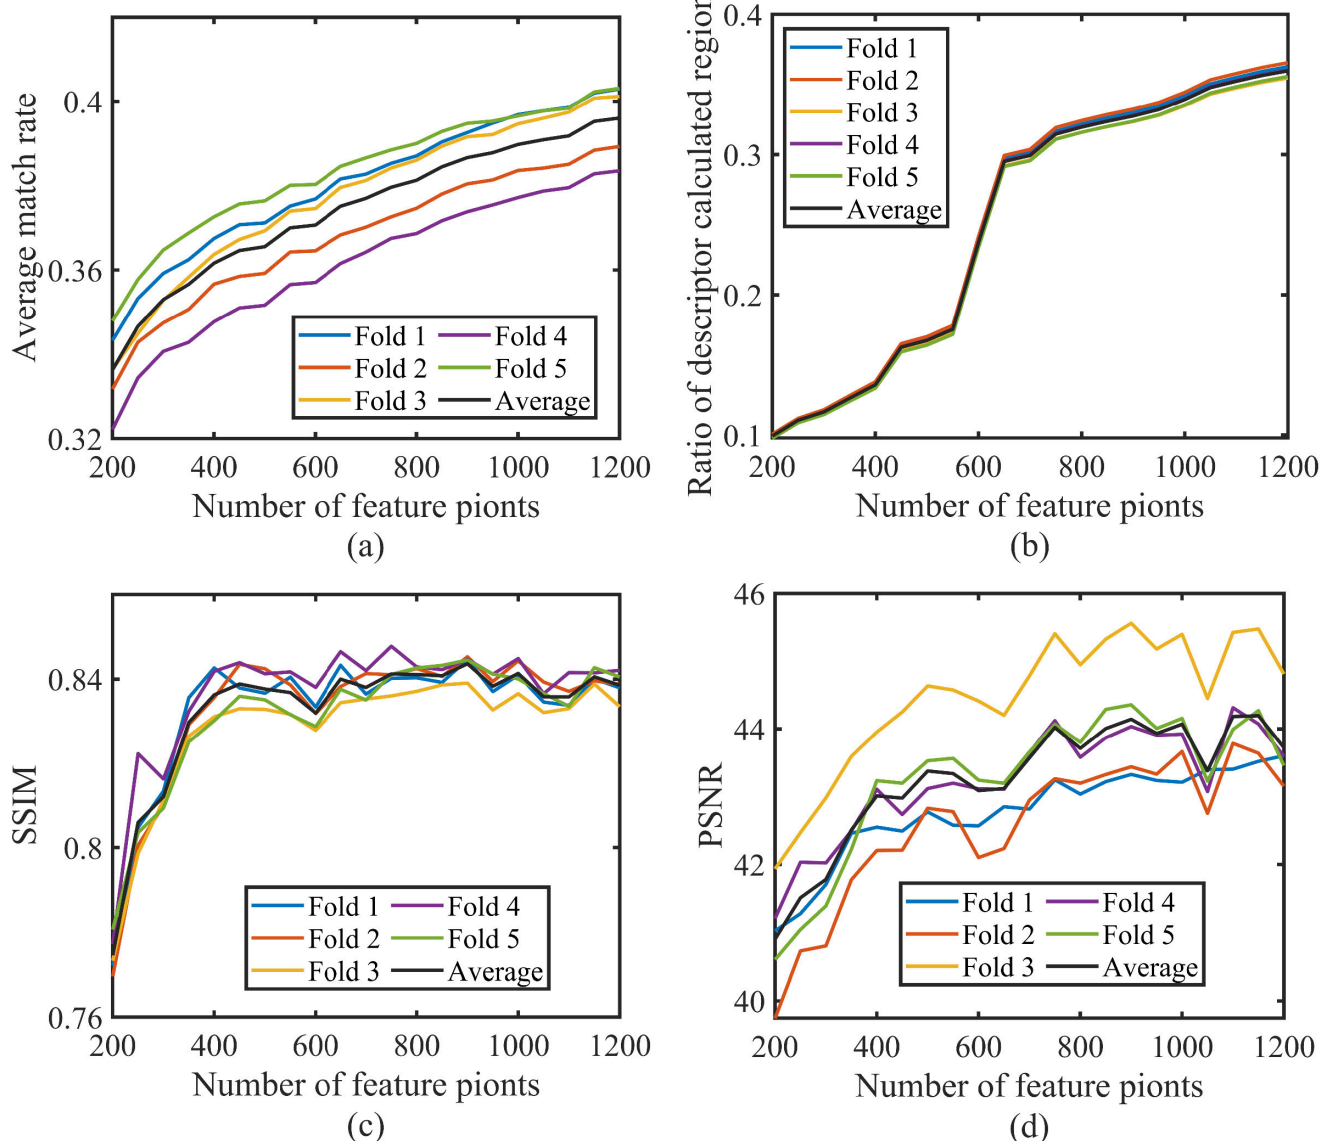 Average match rate
0.4
0.36
0.32
200 400 600 800 1000 1200
Fold 1 Fold 4
Fold 2 Fold 5
Fold 3 Average
Number of feature pionts
(a)
Ratio of descriptor calculated region
0.4
0.3
0.2
0.1
200 400 600 800 1000 1200
Fold 1
Fold 2
Fold 3
Fold 4
Fold 5
Average
Number of feature pionts
(b)
SSIM
0.84
0.8
0.76
200 400 600 800 1000 1200
Fold 1 Fold 4
Fold 2 Fold 5
Fold 3 Average
Number of feature pionts
(c)
PSNR
46
44
42
40
200 400 600 800 1000 1200
Fold 1 Fold 4
Fold 2 Fold 5
Fold 3 Average
Number of feature pionts
(d)